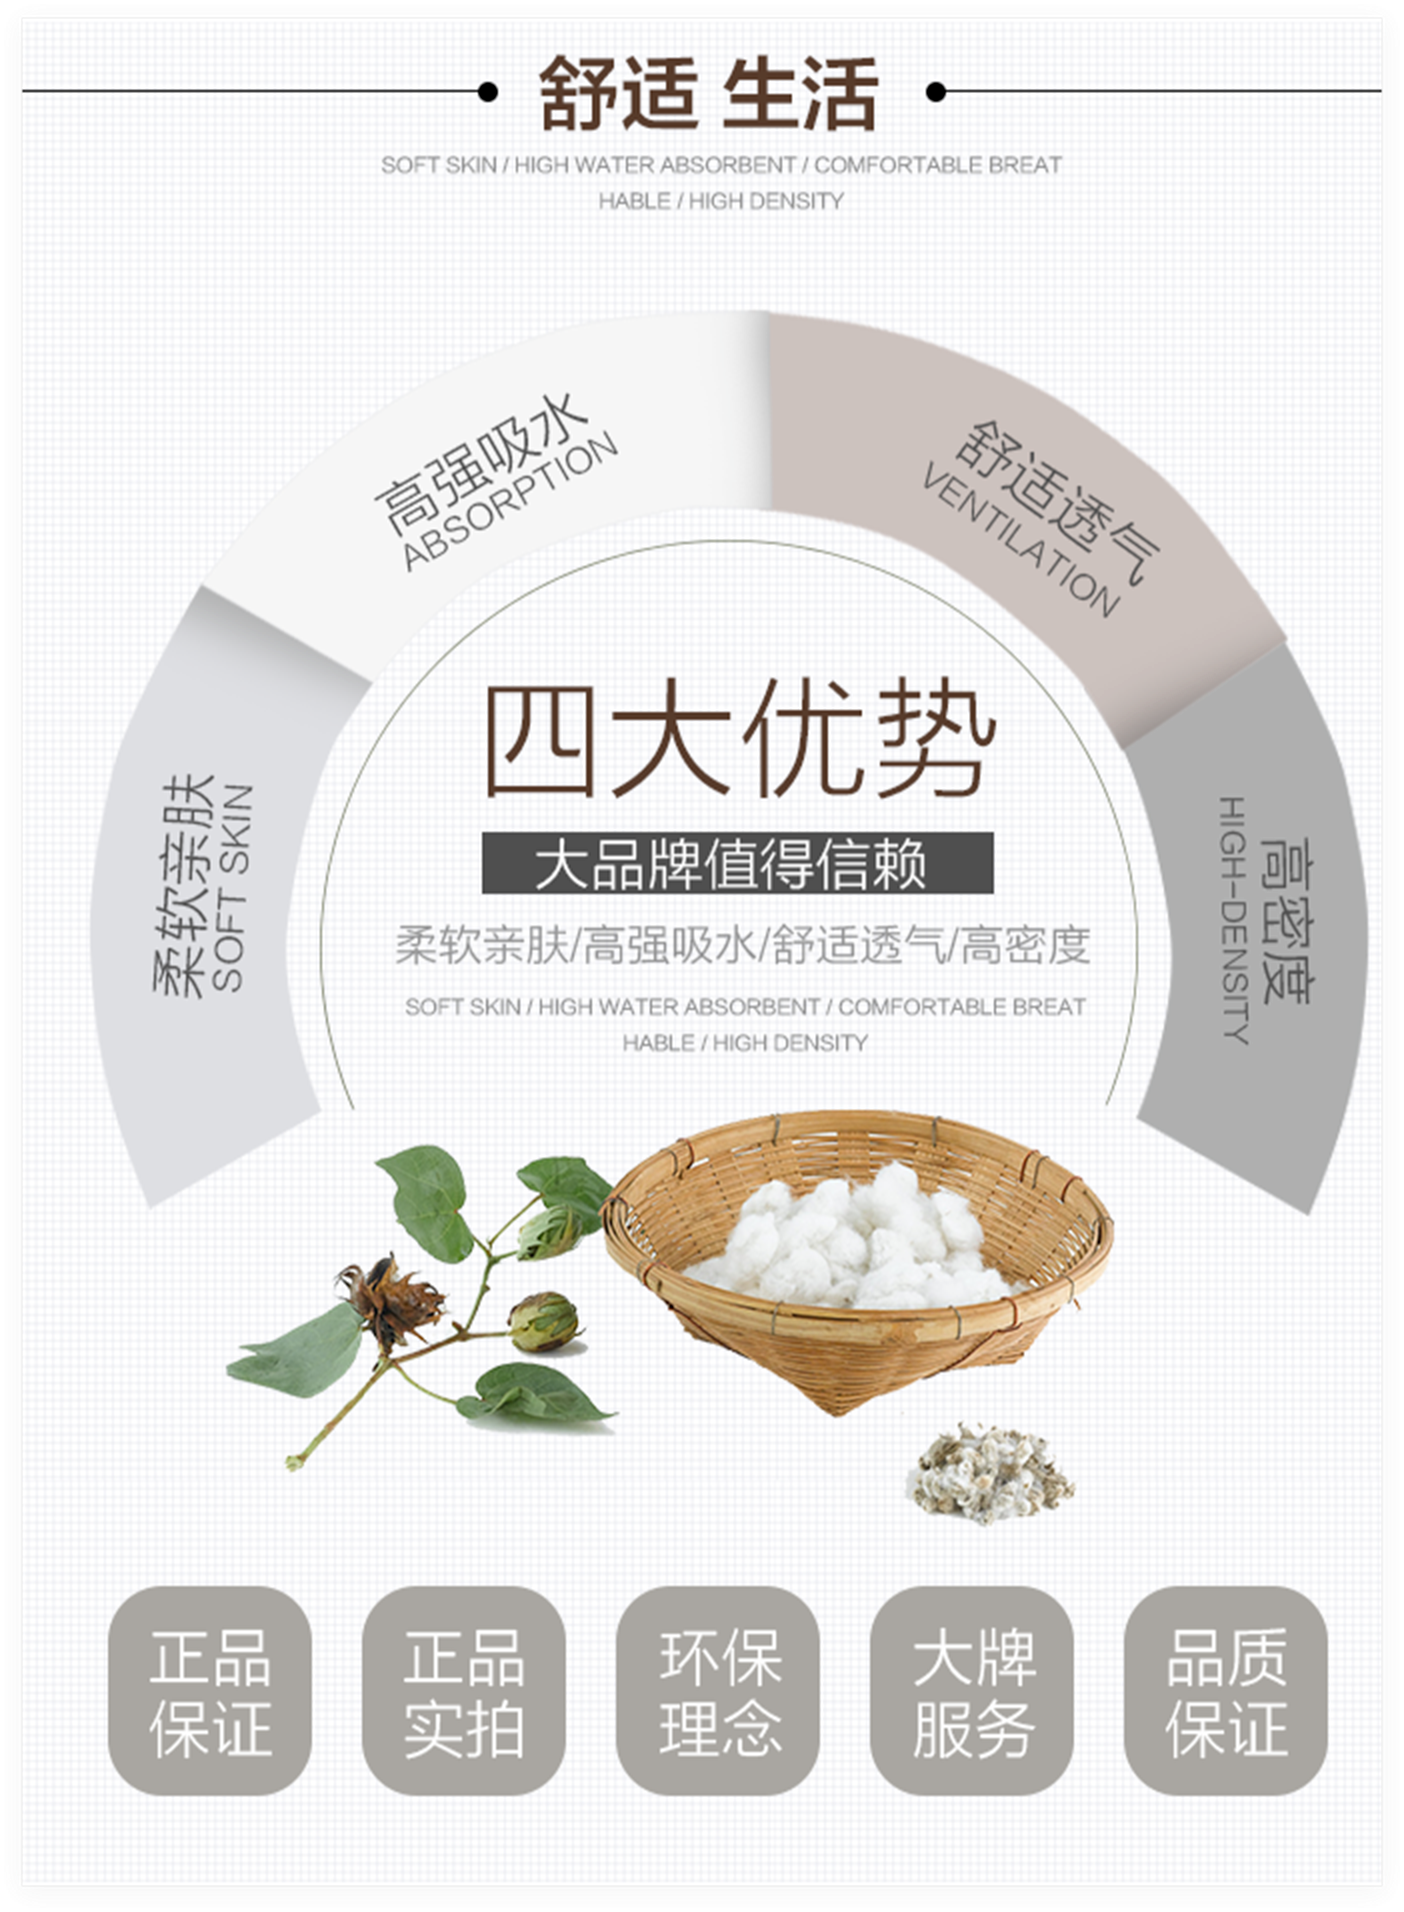 舒适 生活
SOFT SKIN / HIGH WATER ABSORBENT / COMFORTABLE BREAT
HABLE / HIGH DENSITY
柔软亲肤
SOFT SKIN
高强吸水
ABSORPTION
舒适透气
VENTILATION
高密度
HIGH-DENSITY
四大优势
大品牌值得信赖
柔软亲肤/高强吸水/舒适透气/高密度
SOFT SKIN / HIGH WATER ABSORBENT / COMFORTABLE BREAT
HABLE / HIGH DENSITY
正品
保证
正品
实拍
环保
理念
大牌
服务
品质
保证